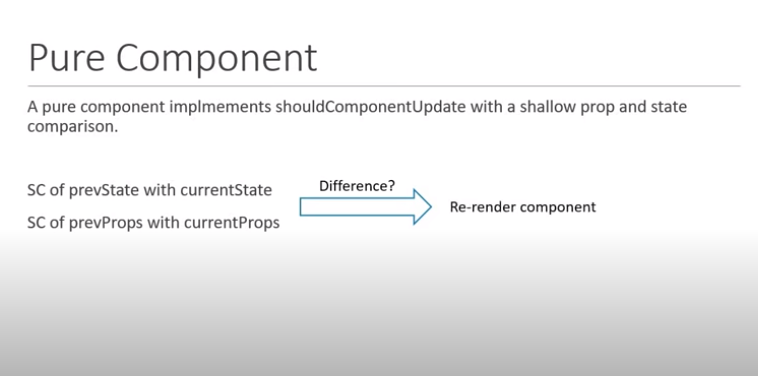 Pure Component
A pure component implmements shouldComponentUpdate with a shallow prop and state
comparison.
SC of prevState with currentState
Difference?
SC of prevProps with currentProps
Re-render component